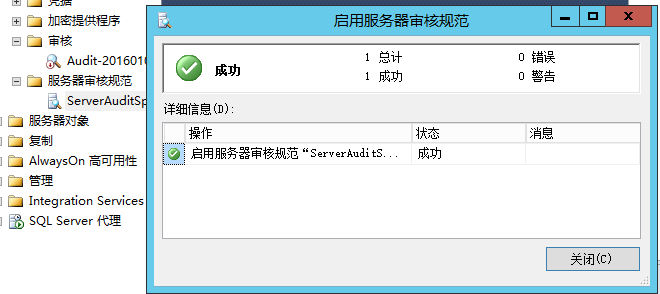 凭据
加密提供程序
审核
Audit-2016010
服务器审核规范
ServerAuditSp
服务器对象
复制
AlwaysOn 高可用性
管理
Integration Services
SQL Server 代理
启用服务器审核规范
成功
1 总计
0 错误
1 成功
0 警告
详细信息(D):
操作 状态 消息
启用服务器审核规范“ServerAuditS... 成功
关闭(C)